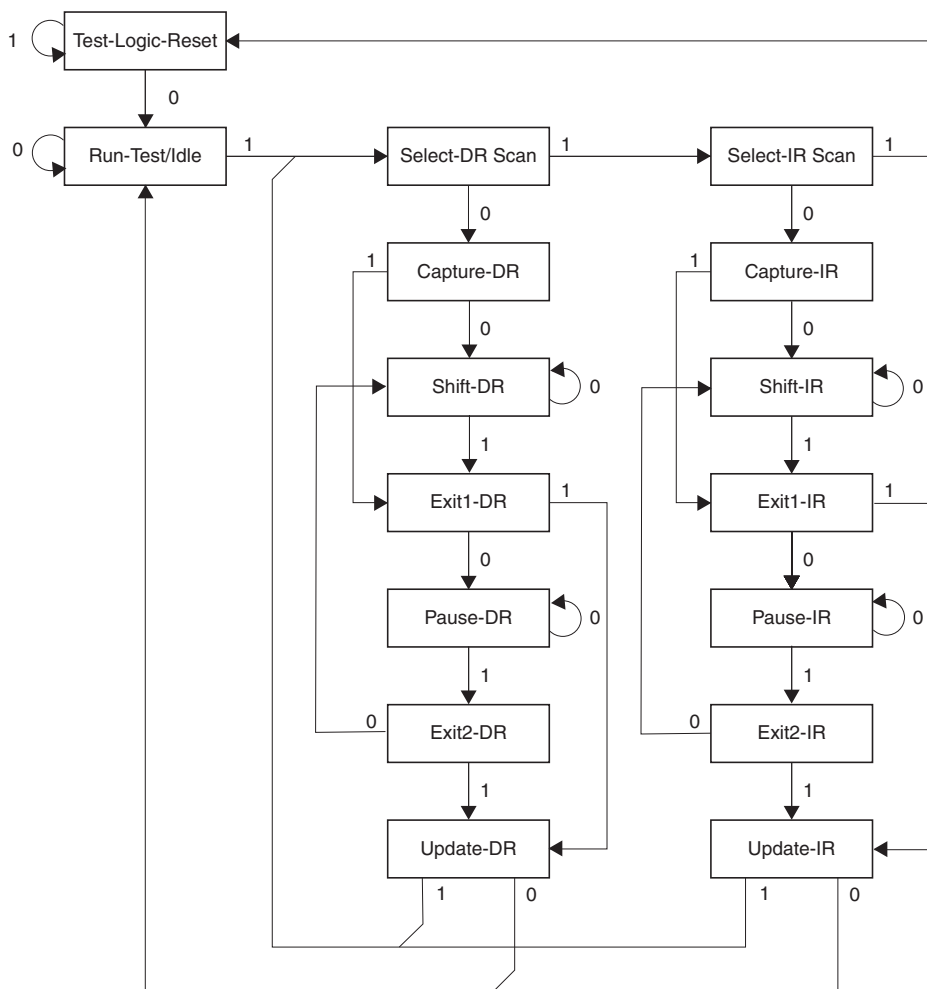 Test-Logic-Reset
1
0
Run-Test/Idle
0
1
Select-DR Scan
1
Select-IR Scan
1
0
0
Capture-DR
1
Capture-IR
1
0
0
Shift-DR
0
Shift-IR
0
1
1
Exit1-DR
1
Exit1-IR
1
0
0
Pause-DR
0
Pause-IR
0
1
1
Exit2-DR
0
Exit2-IR
0
1
1
Update-DR
Update-IR
1
0
1
0